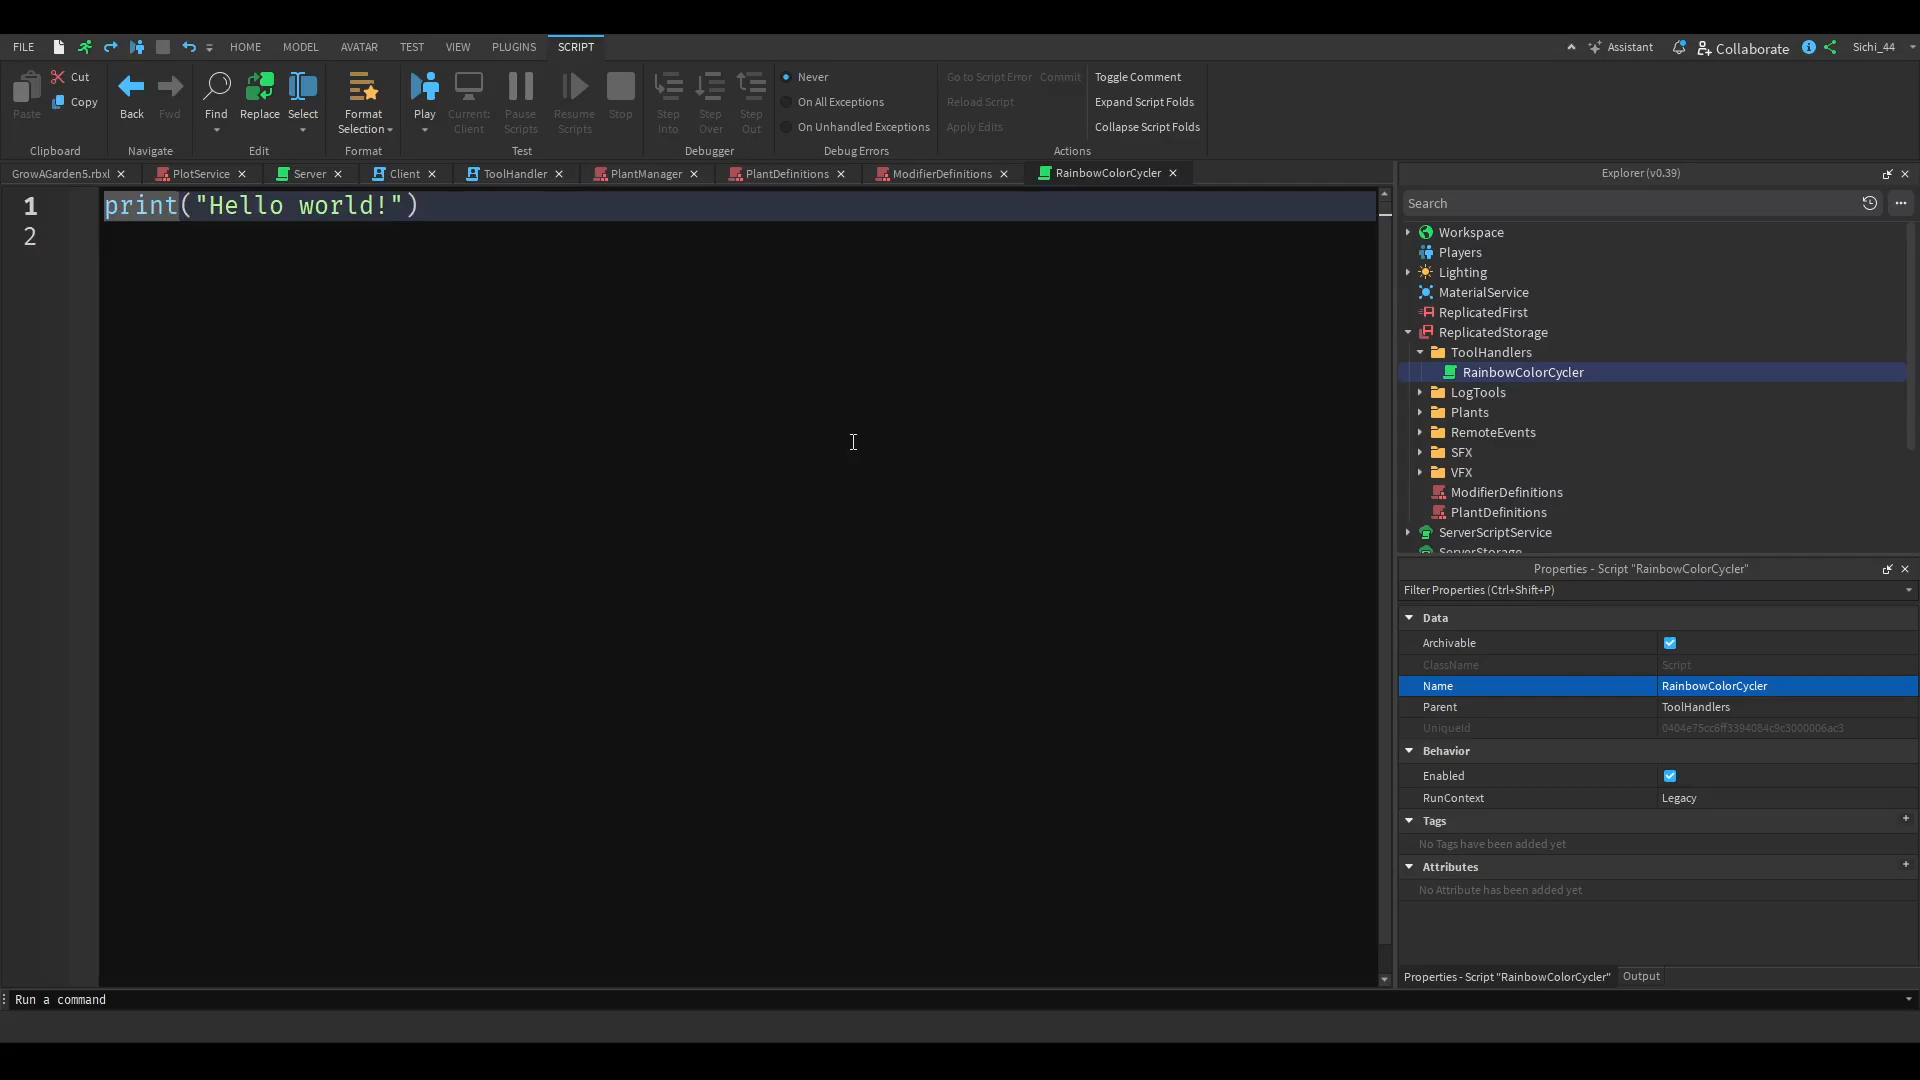 FILE HOME MODEL AVATAR TEST VIEW PLUGINS SCRIPT Assistant Collaborate Sichi_44
Paste Cut Copy
Clipboard
Back Fwd
Navigate
Find Replace Select
Edit
Format Selection
Format
Play Current: Client Pause Scripts Resume Scripts Stop
Test
Step Into Step Over Step Out
Debugger
Never
On All Exceptions
On Unhandled Exceptions
Debug Errors
Go to Script Error Commit
Reload Script
Apply Edits
Toggle Comment
Expand Script Folds
Collapse Script Folds
Actions
GrowAGarden5.rbxl PlotService Server Client ToolHandler PlantManager PlantDefinitions ModifierDefinitions RainbowColorCycler
1 print("Hello world!")
2
Explorer (v0.39)
Search
Workspace
Players
Lighting
MaterialService
ReplicatedFirst
ReplicatedStorage
ToolHandlers
RainbowColorCycler
LogTools
Plants
RemoteEvents
SFX
VFX
ModifierDefinitions
PlantDefinitions
ServerScriptService
ServerStorage
Properties - Script "RainbowColorCycler"
Filter Properties (Ctrl+Shift+P)
Data
Archivable
ClassName Script
Name RainbowColorCycler
Parent ToolHandlers
UniqueId 0404e75cc6ff3394084c9c3000006ac3
Behavior
Enabled
RunContext Legacy
Tags
No Tags have been added yet
Attributes
No Attribute has been added yet
Properties - Script "RainbowColorCycler" Output
Run a command